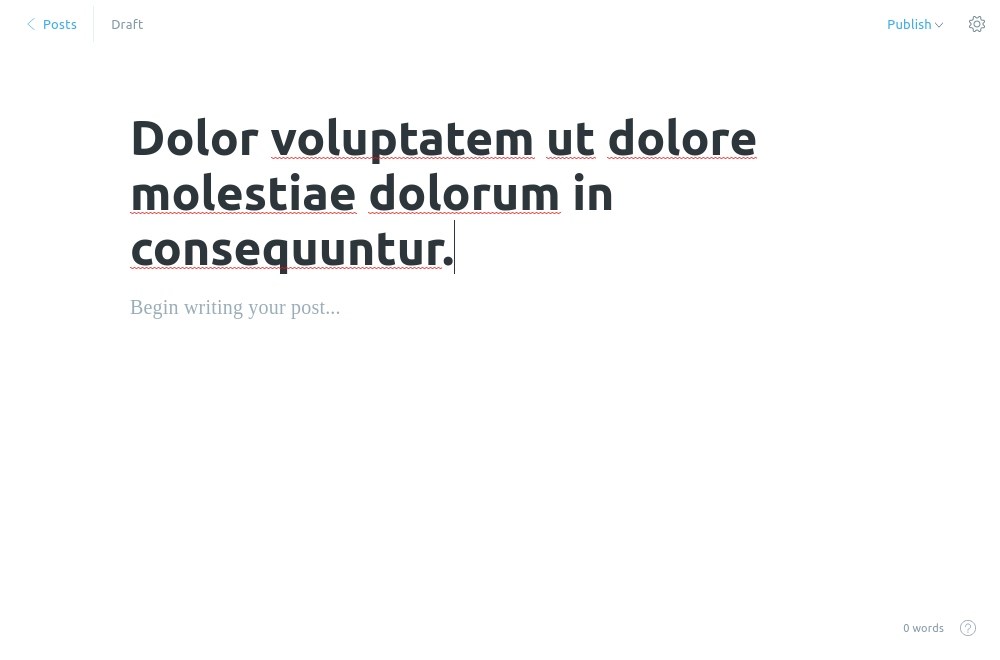 Posts
Draft
Publish
Dolor voluptatem ut dolore
molestiae dolorum in
consequuntur.
Begin writing your post...
0 words
?